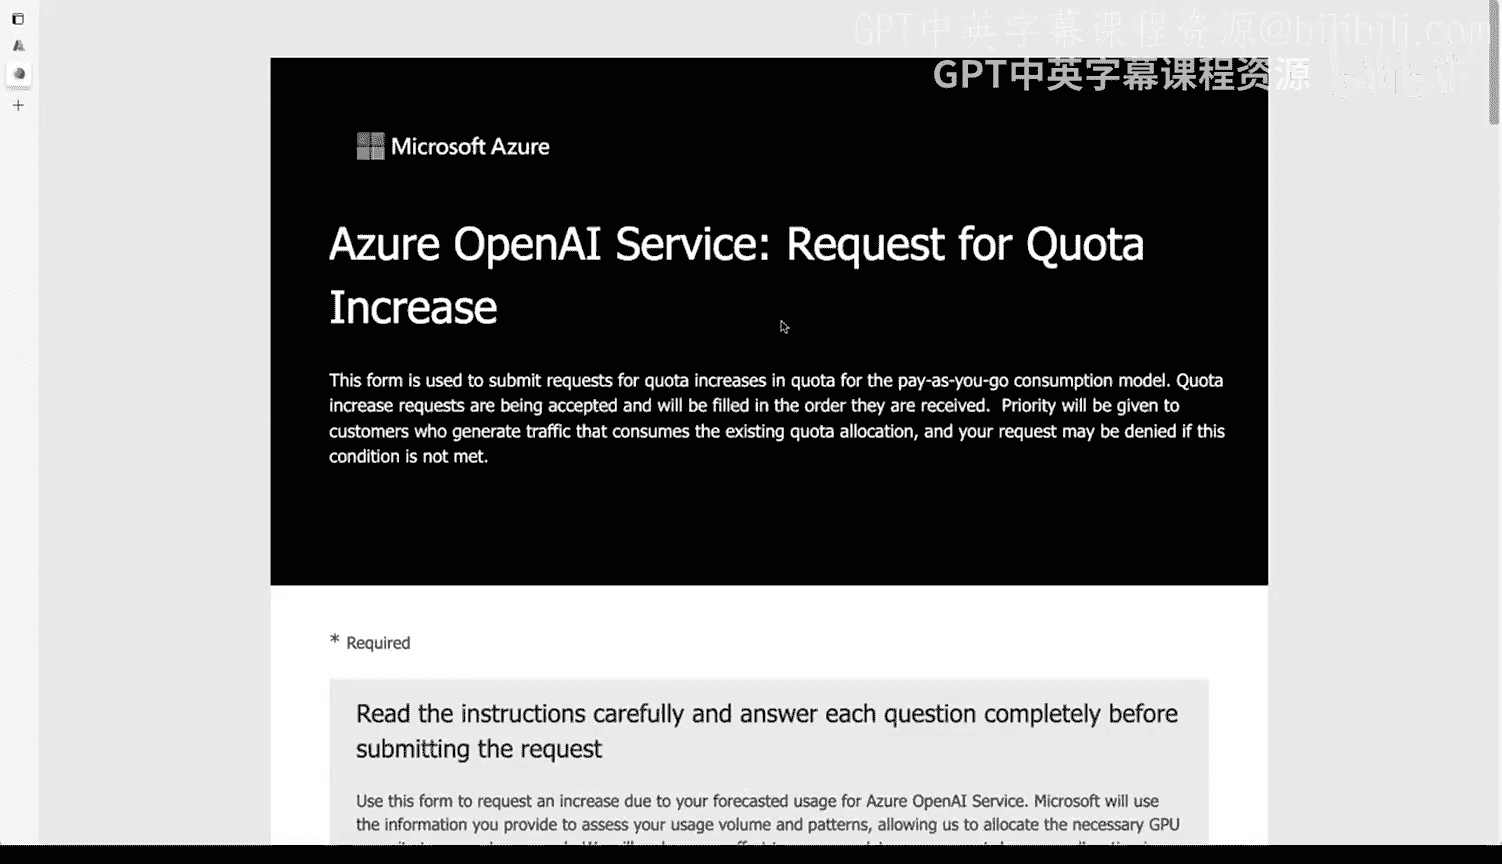 GPT中英字幕课程资源@bilibili.com
GPT中英字幕课程资源
Microsoft Azure
Azure OpenAI Service: Request for Quota
Increase
This form is used to submit requests for quota increases in quota for the pay-as-you-go consumption model. Quota
increase requests are being accepted and will be filled in the order they are received.  Priority will be given to
customers who generate traffic that consumes the existing quota allocation, and your request may be denied if this
condition is not met.
* Required
Read the instructions carefully and answer each question completely before
submitting the request
Use this form to request an increase due to your forecasted usage for Azure OpenAI Service. Microsoft will use
the information you provide to assess your usage volume and patterns, allowing us to allocate the necessary GPU